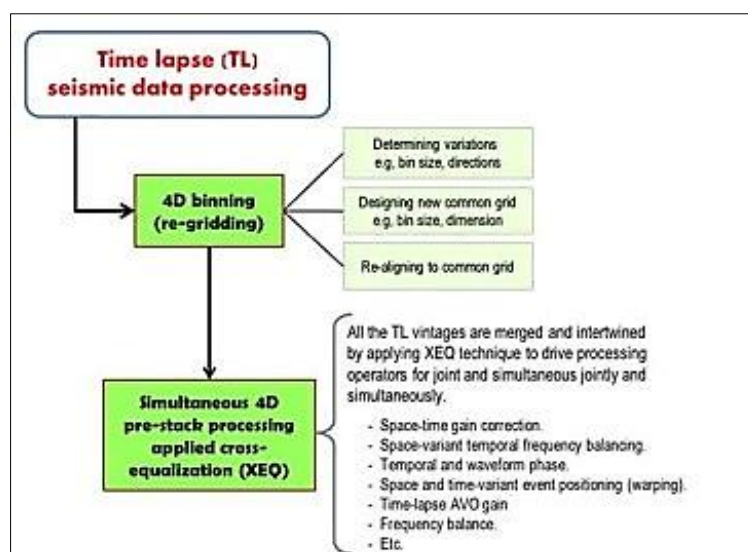 Time lapse (TL)
seismic data processing
4D binning
(re-gridding)
Determining variations
e.g, bin size, directions
Designing new common grid
e.g, bin size, dimension
Re-aligning to common grid
Simultaneous 4D
pre-stack processing
applied cross-
equalization (XEQ)
All the TL vintages are merged and intertwined
by applying XEQ technique to drive processing
operators for joint and simultaneous jointly and
simultaneously.
- Space-time gain correction.
- Space-variant temporal frequency balancing.
- Temporal and waveform phase.
- Space and time-variant event positioning (warping).
- Time-lapse AVO gain
- Frequency balance.
- Etc.